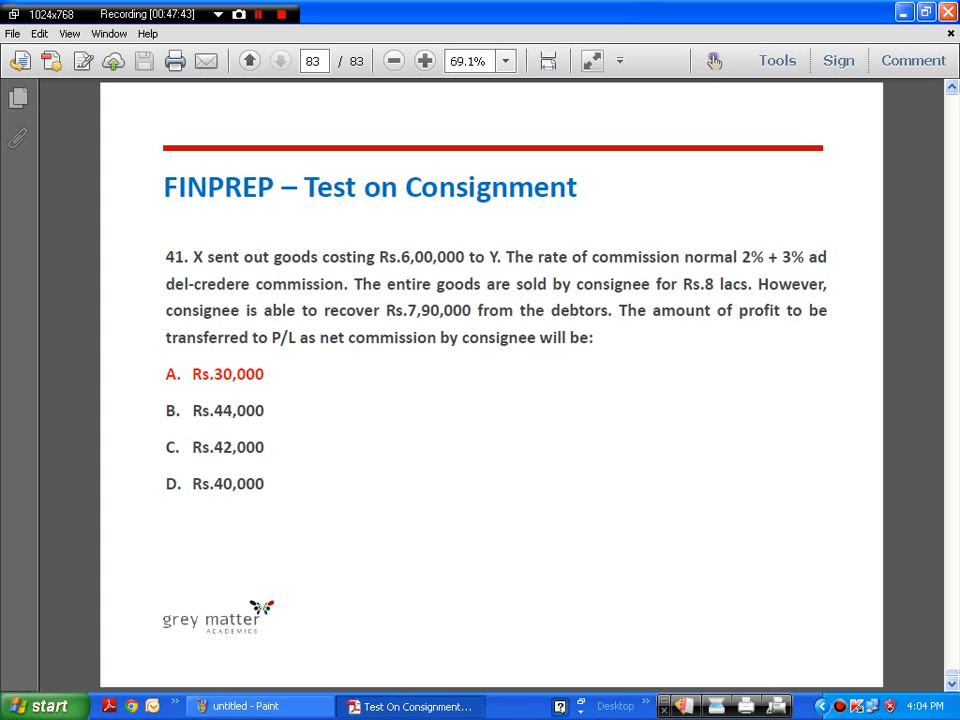 1024x768 Recording [00:47:43]
File Edit View Window Help
83 / 83 69.1% Tools Sign Comment
FINPREP – Test on Consignment
41. X sent out goods costing Rs.6,00,000 to Y. The rate of commission normal 2% + 3% ad
del-credere commission. The entire goods are sold by consignee for Rs.8 lacs. However,
consignee is able to recover Rs.7,90,000 from the debtors. The amount of profit to be
transferred to P/L as net commission by consignee will be:
A. Rs.30,000
B. Rs.44,000
C. Rs.42,000
D. Rs.40,000
grey matter
ACADEMICS
start untitled - Paint Test On Consignment... Desktop 4:04 PM